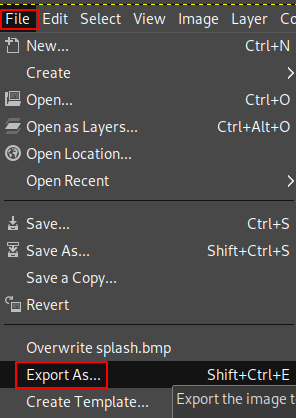 File Edit Select View Image Layer
New... Ctrl+N
Create
Open... Ctrl+O
Open as Layers... Ctrl+Alt+O
Open Location...
Open Recent
Save... Ctrl+S
Save As... Shift+Ctrl+S
Save a Copy...
Revert
Overwrite splash.bmp
Export As... Shift+Ctrl+E
Create Template... Export the image t